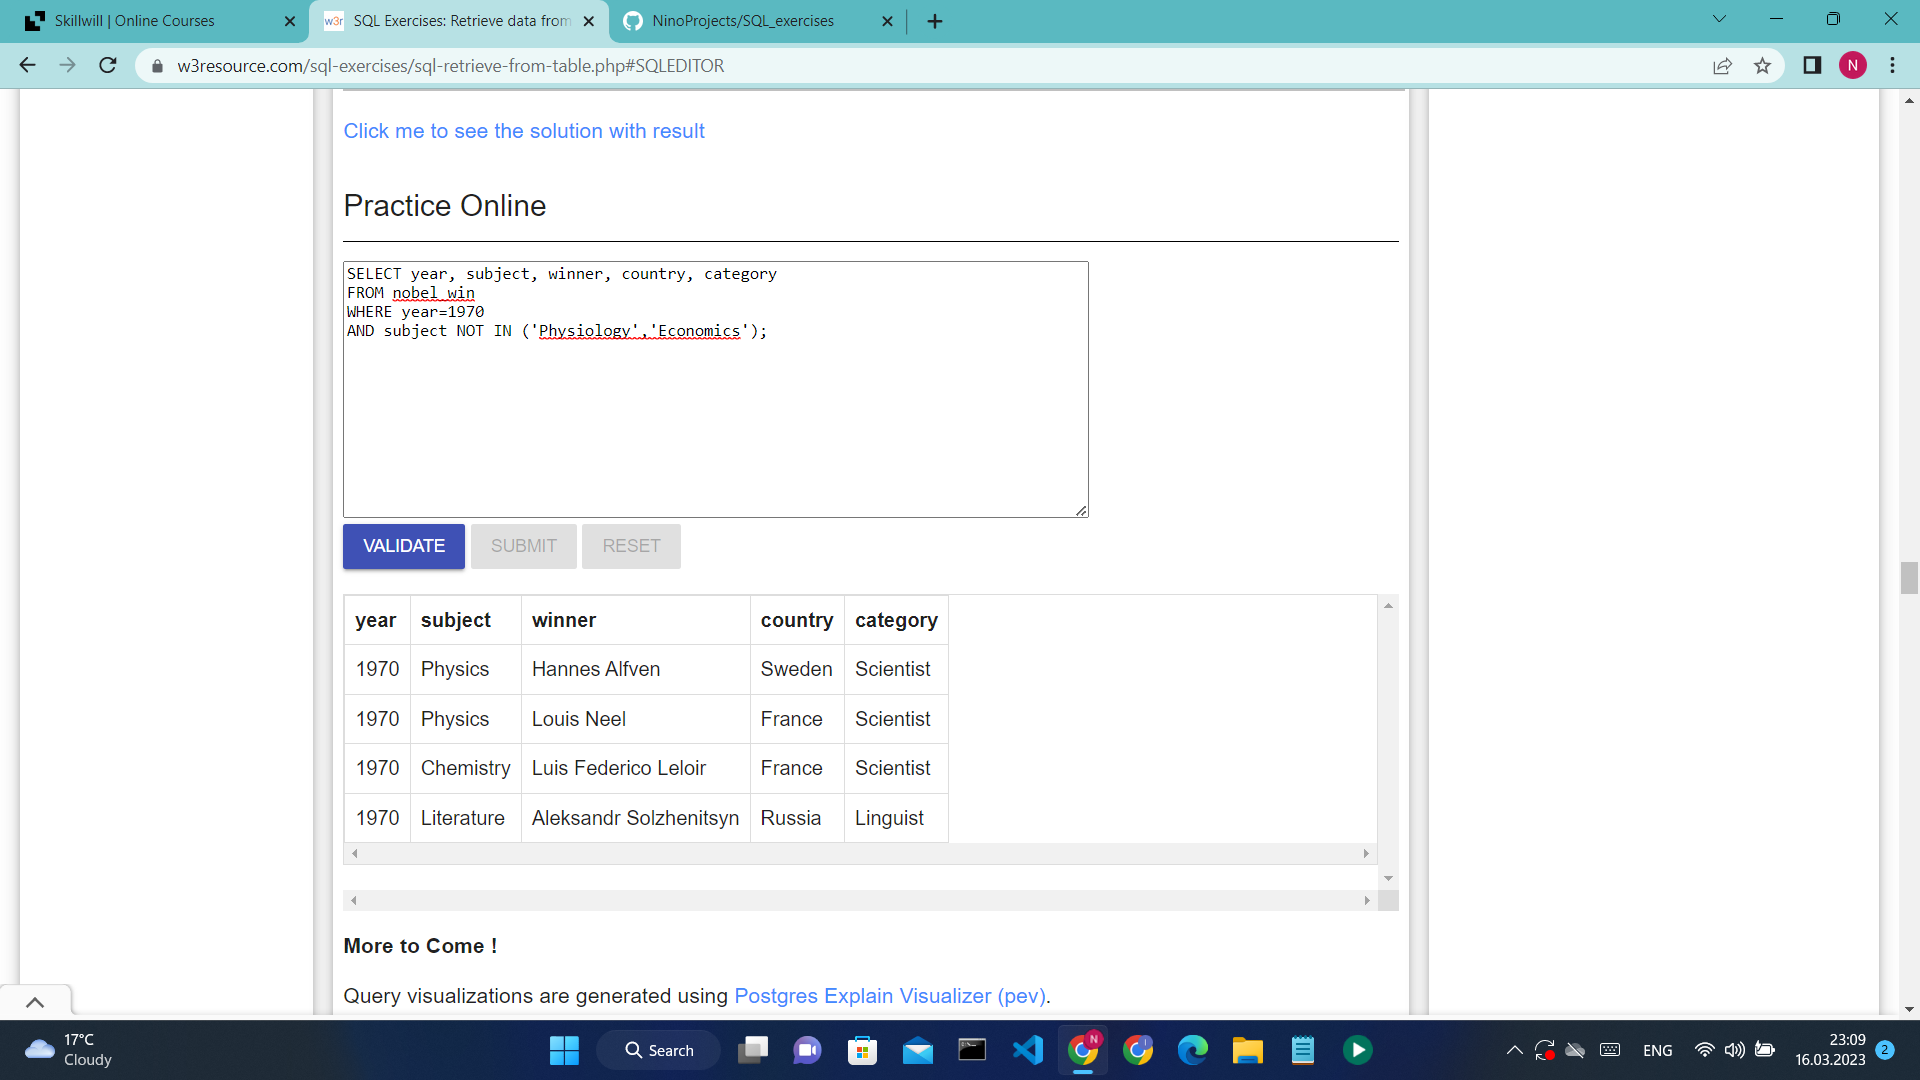 Skillwill | Online Courses
w3r SQL Exercises: Retrieve data from
NinoProjects/SQL_exercises
w3resource.com/sql-exercises/sql-retrieve-from-table.php#SQLEDITOR
N
Click me to see the solution with result
Practice Online
SELECT year, subject, winner, country, category
FROM nobel_win
WHERE year=1970
AND subject NOT IN ('Physiology','Economics');
VALIDATE SUBMIT RESET
year subject winner country category
1970 Physics Hannes Alfven Sweden Scientist
1970 Physics Louis Neel France Scientist
1970 Chemistry Luis Federico Leloir France Scientist
1970 Literature Aleksandr Solzhenitsyn Russia Linguist
More to Come !
Query visualizations are generated using Postgres Explain Visualizer (pev).
17°C
Cloudy
Search
N
ENG
23:09
16.03.2023
2